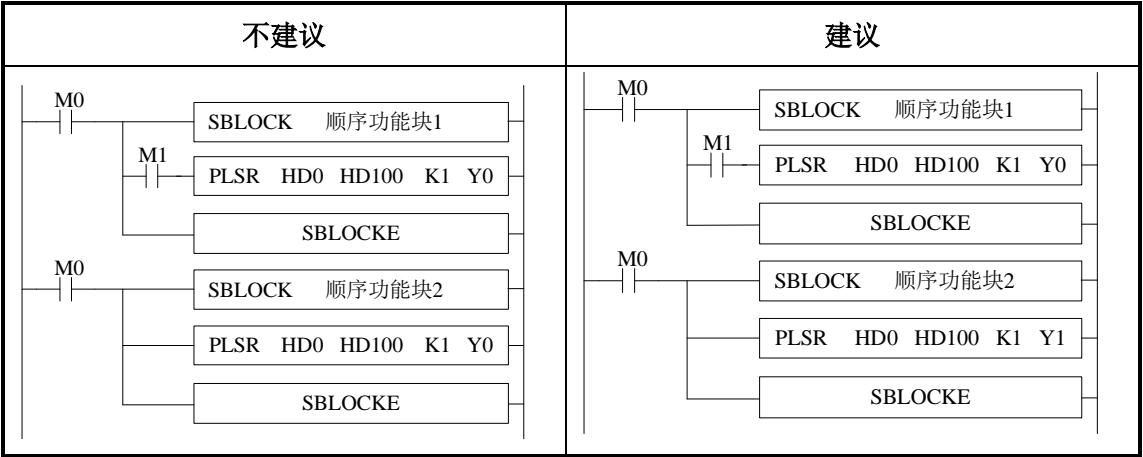 不建议
建议
M0
SBLOCK 顺序功能块1
M1
PLSR HD0 HD100 K1 Y0
SBLOCKE
M0
SBLOCK 顺序功能块2
PLSR HD0 HD100 K1 Y0
SBLOCKE
M0
SBLOCK 顺序功能块1
M1
PLSR HD0 HD100 K1 Y0
SBLOCKE
M0
SBLOCK 顺序功能块2
PLSR HD0 HD100 K1 Y1
SBLOCKE